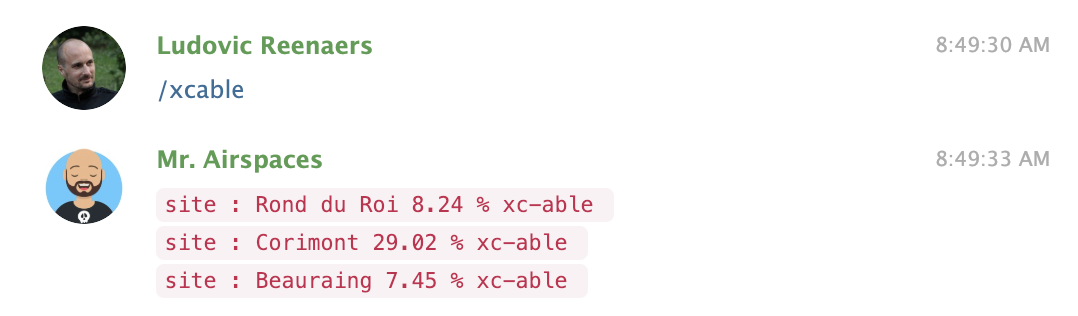 Ludovic Reenaers 8:49:30 AM
/xcable
Mr. Airspaces 8:49:33 AM
site : Rond du Roi 8.24 % xc-able
site : Corimont 29.02 % xc-able
site : Beauraing 7.45 % xc-able